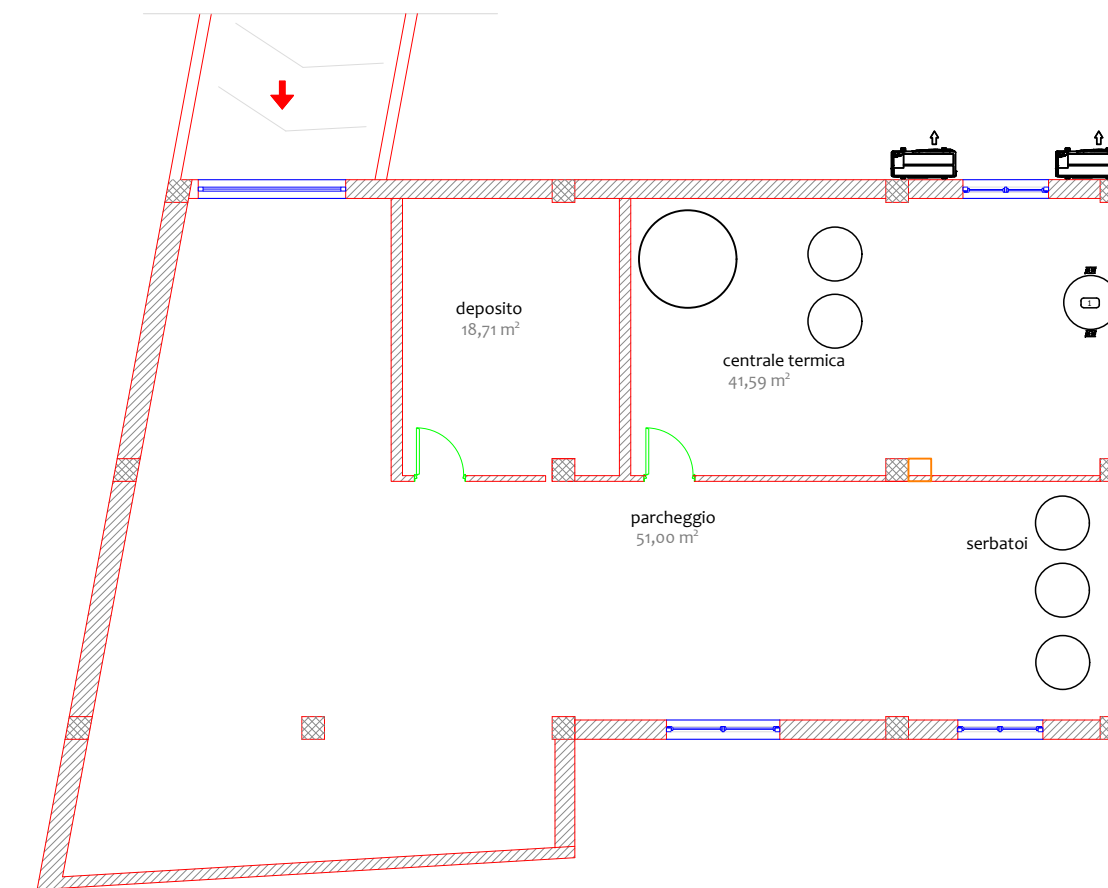 deposito
18,71 m²
centrale termica
41,59 m²
1
parcheggio
51,00 m²
serbatoi